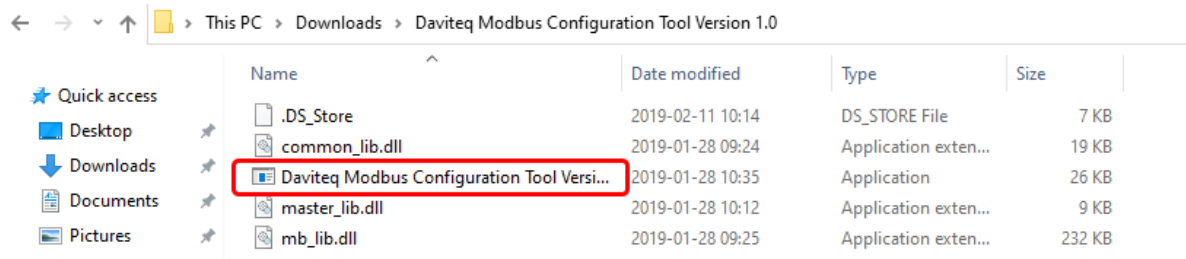 This PC > Downloads > Daviteq Modbus Configuration Tool Version 1.0
Name Date modified Type Size
Quick access
Desktop
Downloads
Documents
Pictures
.DS_Store 2019-02-11 10:14 DS_STORE File 7 KB
common_lib.dll 2019-01-28 09:24 Application exten... 19 KB
Daviteq Modbus Configuration Tool Versi... 2019-01-28 10:35 Application 26 KB
master_lib.dll 2019-01-28 10:12 Application exten... 9 KB
mb_lib.dll 2019-01-28 09:25 Application exten... 232 KB